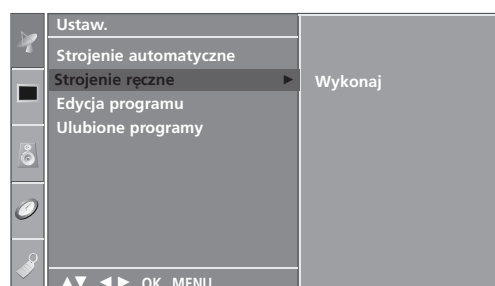 Ustaw.
Strojenie automatyczne
Strojenie ręczne ►
Wykonaj
Edycja programu
Ulubione programy
▲▼ ◄► OK MENU